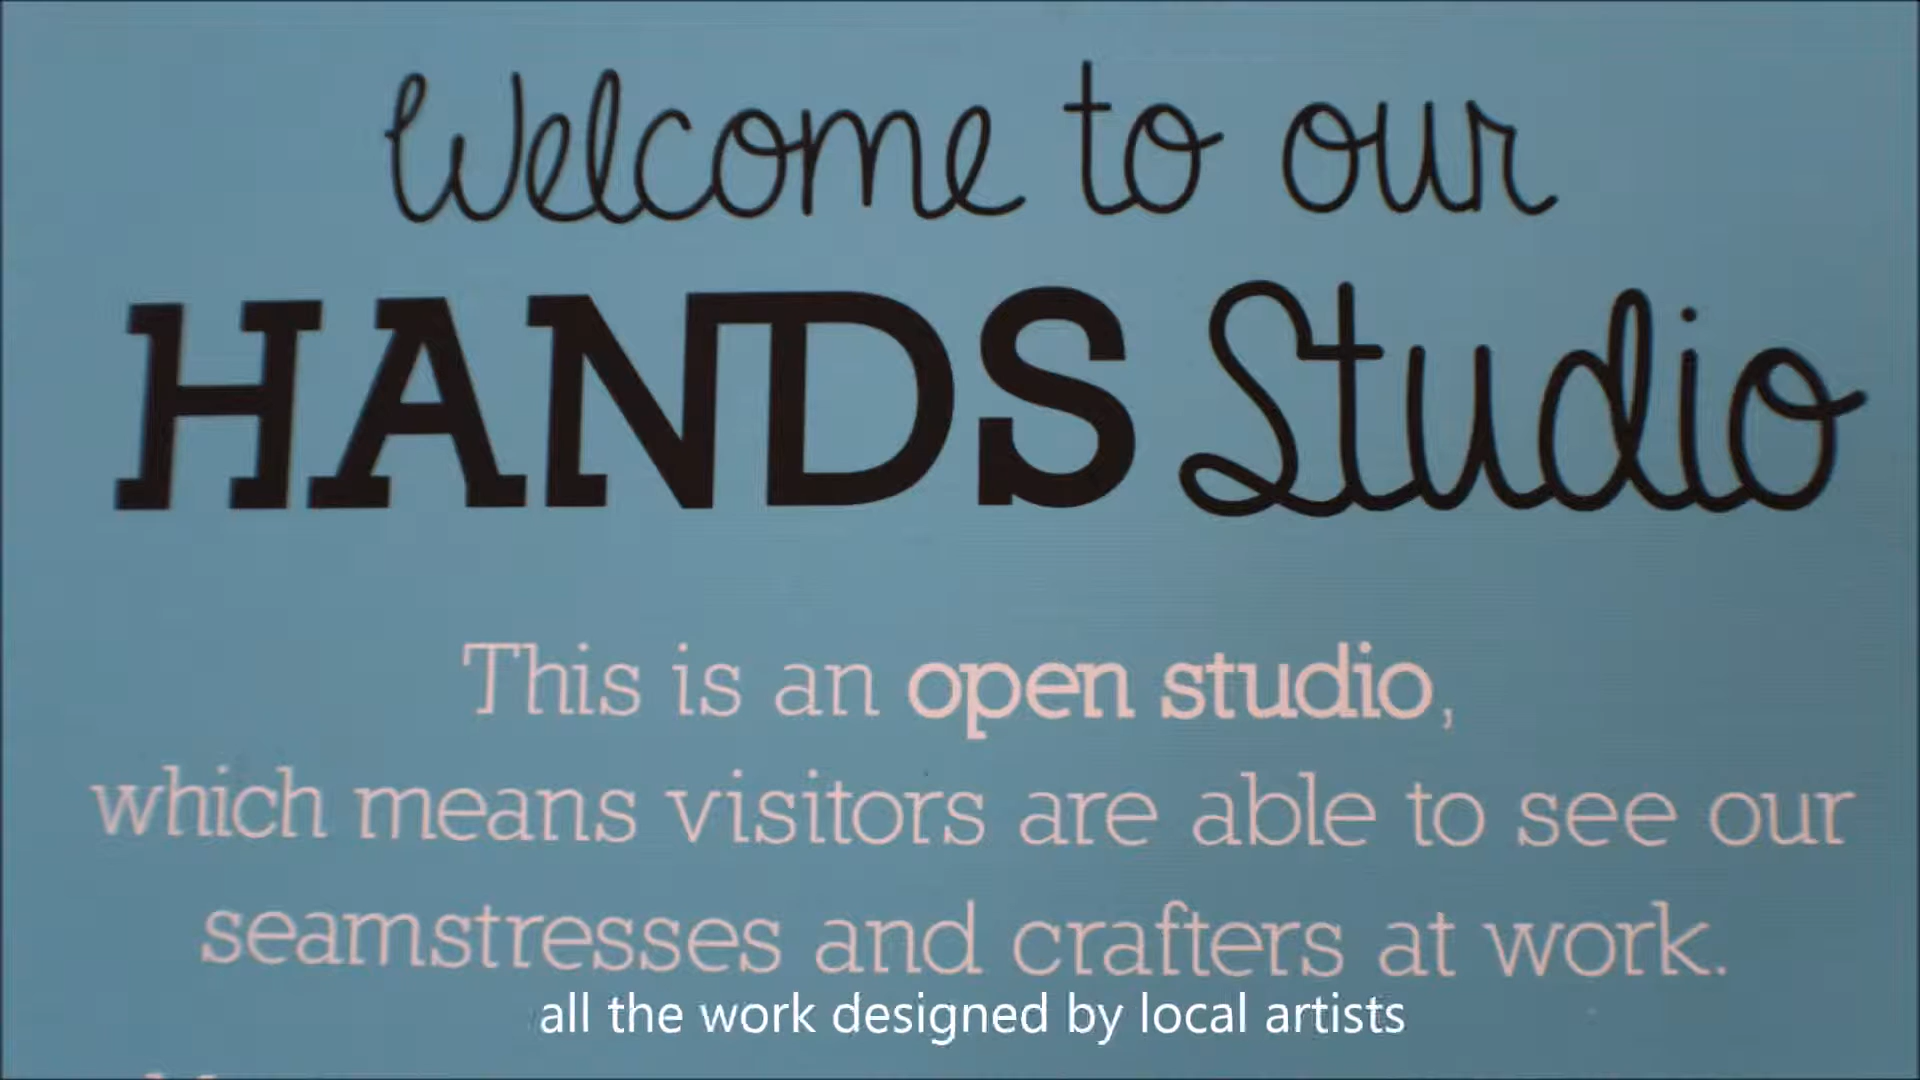 Welcome to our
HANDS Studio
This is an open studio,
which means visitors are able to see our
seamstresses and crafters at work.
all the work designed by local artists